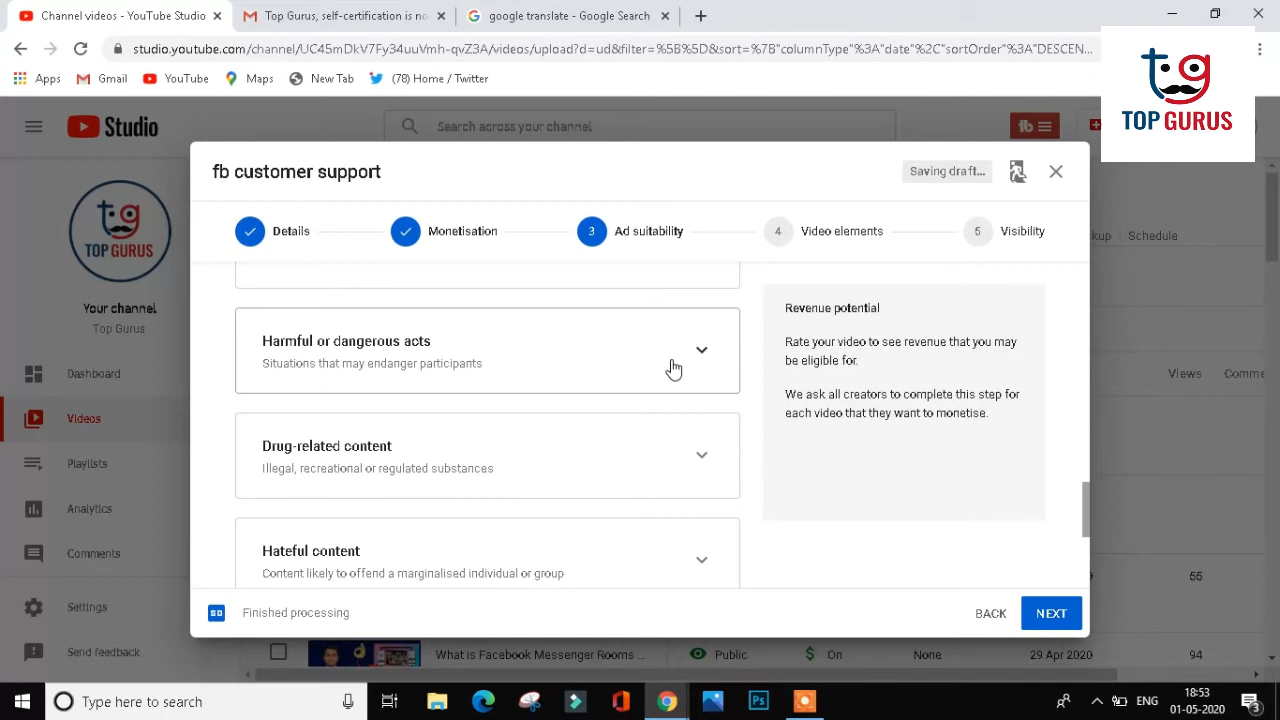 Channel videos - YouTube Studio
Top Gurus, self-certification is no
google translate - Google Search
studio.youtube.com/channel/UC45mDkV7Fy34uuVmh-qvZ3A/videos/upload?d=ud&filter=%5B%5D&sort=%7B"columnType"%3A"date"%2C"sortOrder"%3A"DESCEN...
Apps
Gmail
YouTube
Maps
New Tab
(78) Home / Twitter
tg
TOP GURUS
Studio
Search across your channel
tb
fb customer support
Saving draft...
Details
Monetisation
3
Ad suitability
4
Video elements
5
Visibility
tg
TOP GURUS
Your channel
Top Gurus
Dashboard
Videos
Playlists
Analytics
Comments
Settings
Send feedback
Schedule
Harmful or dangerous acts
Situations that may endanger participants
Drug-related content
Illegal, recreational or regulated substances
Hateful content
Content likely to offend a marginalised individual or group
Revenue potential
Rate your video to see revenue that you may
be eligible for.
We ask all creators to complete this step for
each video that they want to monetise.
Views
Comme
55
SD
Finished processing
BACK
NEXT
What is Facebook Messenger Rooms ...
Public
$
On
None
29 Apr 2020
94
Type here to search
Ps
ENG
18:53
01-05-2020
3